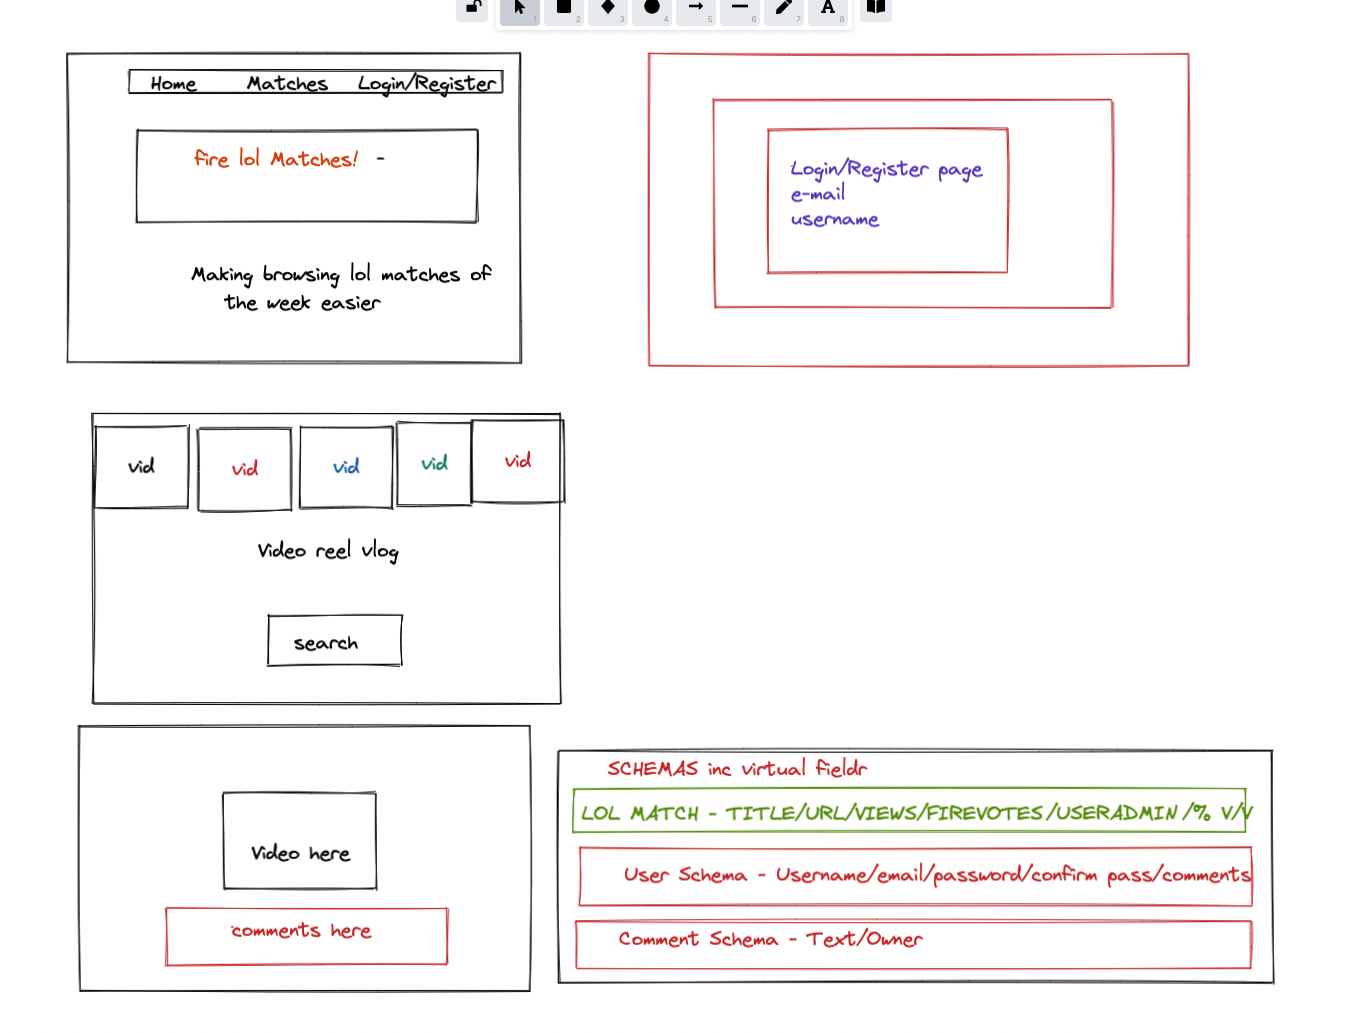 1 2 3 4 5 6 7 8
Home Matches Login/Register
fire lol Matches! -
Making browsing lol matches of
the week easier
Login/Register page
e-mail
username
vid vid vid vid vid
Video reel vlog
search
Video here
comments here
SCHEMAS inc virtual fieldr
LOL MATCH - TITLE/URL/VIEWS/FIREVOTES/USERADMIN/% V/V
User Schema - Username/email/password/confirm pass/comments
Comment Schema - Text/Owner